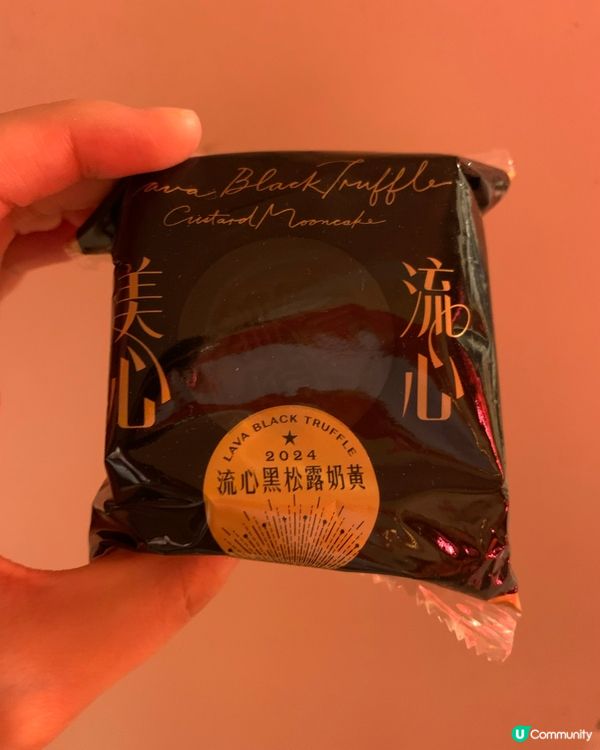 Lava Black Truffle
Custard Mooncake
美心
流心
LAVA BLACK TRUFFLE
2024
流心黑松露奶黃
U Community